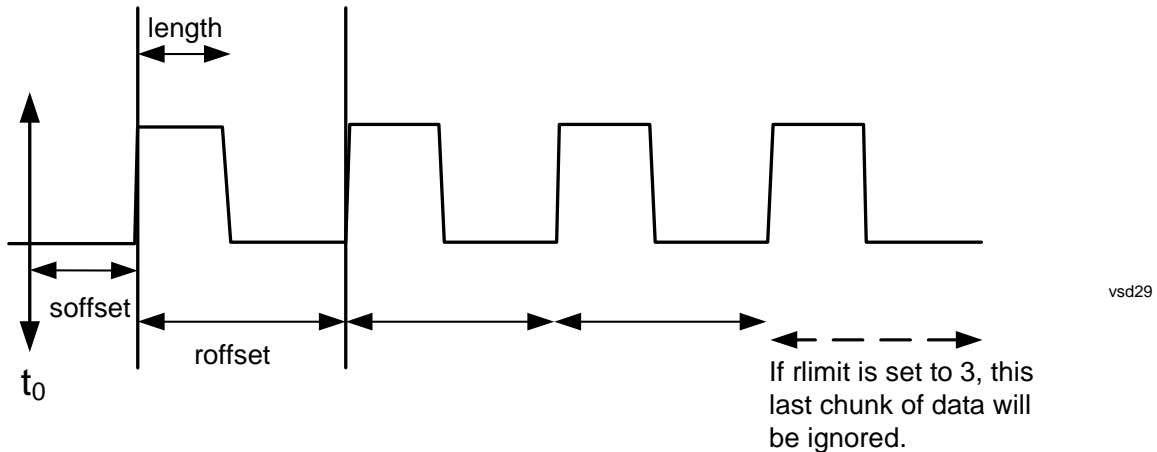 length
soffset
roffset
t₀
vsd29
If rlimit is set to 3, this
last chunk of data will
be ignored.